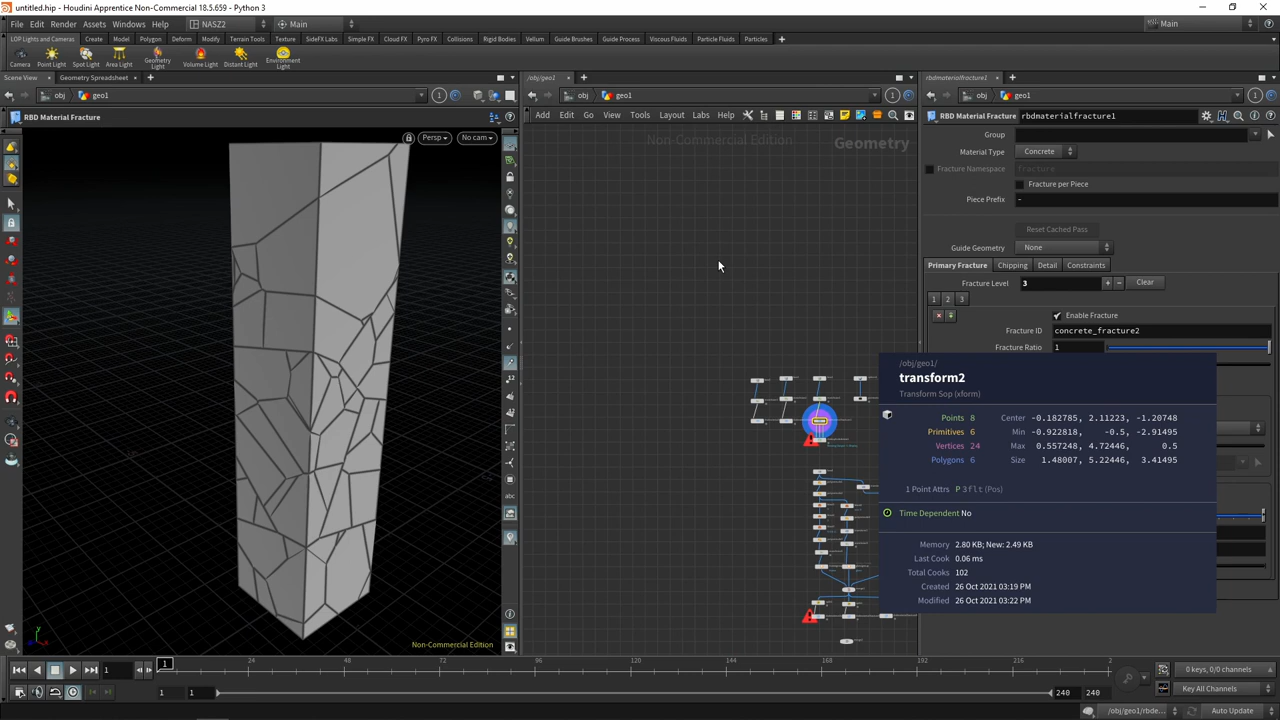 untitled.hip - Houdini Apprentice Non-Commercial 18.5.659 - Python 3
File Edit Render Assets Windows Help NASZ2 Main Main
LOP Lights and Cameras Create Model Polygon Deform Modify Terrain Tools Texture SideFX Labs Simple FX Cloud FX Pyro FX Collision Rigid Bodies Vellum Guide Brushes Guide Process Viscous Fluids Particle Fluids Particles
Camera Point Light Spot Light Area Light Geometry Light Volume Light Distant Light Environment Light
Scene View Geometry Spreadsheet /obj/geo1 rbdmaterialfracture1
obj geo1 1 obj geo1 1 obj geo1 1
RBD Material Fracture
Add Edit Go View Tools Layout Labs Help
RBD Material Fracture rbdmaterialfracture1
Persp No cam
Non-Commercial Edition
Geometry
Group
Material Type Concrete
Fracture Namespace fracture
Fracture per Piece
Piece Prefix -
Reset Cached Pass
Guide Geometry None
Primary Fracture Chipping Detail Constraints
Fracture Level 3 + - Clear
1 2 3
Enable Fracture
Fracture ID concrete_fracture2
Fracture Ratio 1
/obj/geo1/
transform2
Transform Sop (xform)
Points 8 Center -0.182785, 2.11223, -1.20748
Primitives 6 Min -0.922818, -0.5, -2.91495
Vertices 24 Max 0.557248, 4.72446, 0.5
Polygons 6 Size 1.48007, 5.22446, 3.41495
1 Point Attrs P 3flt (Pos)
Time Dependent No
Memory 2.80 KB; New: 2.49 KB
Last Cook 0.06 ms
Total Cooks 102
Created 26 Oct 2021 03:19 PM
Modified 26 Oct 2021 03:22 PM
abc
Non-Commercial Edition
1 1 24 48 72 96 120 144 168 192 216 2
0 keys, 0/0 channels
1 1 240 240 Key All Channels
/obj/geo1/rbde... Auto Update